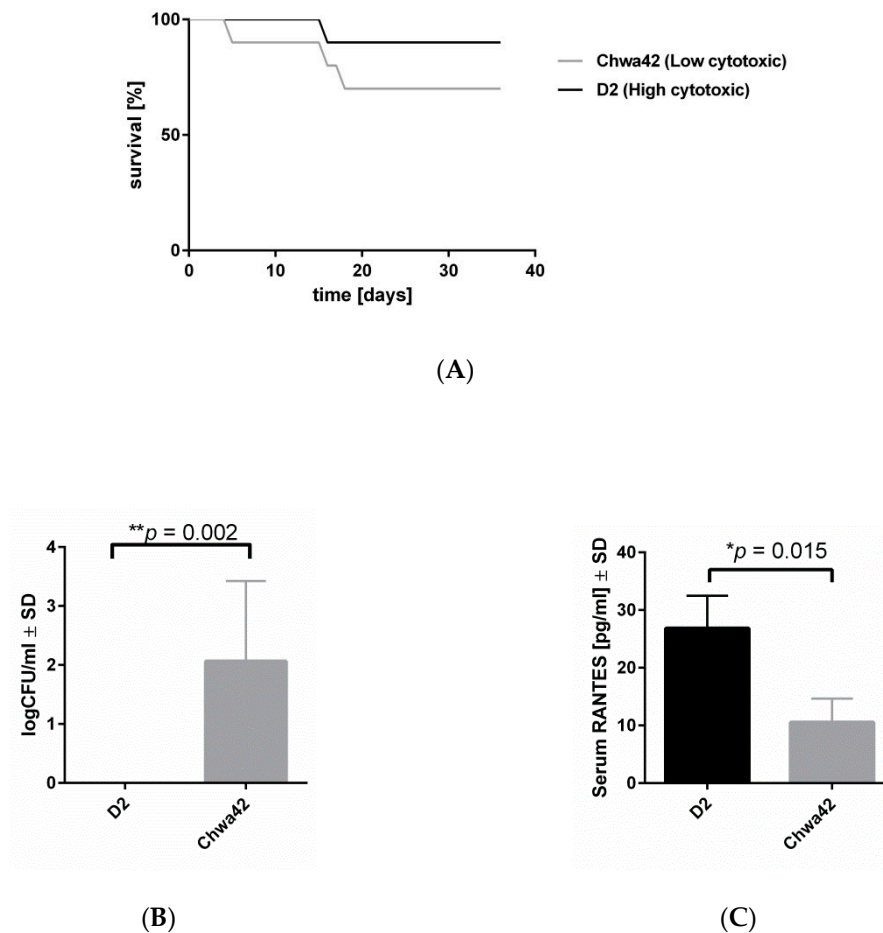 100
50
0
0
10
20
30
40
survival [%]
time [days]
Chwa42 (Low cytotoxic)
D2 (High cytotoxic)
(A)
**p = 0.002
4
3
2
1
0
logCFU/ml ± SD
D2
Chwa42
(B)
*p = 0.015
40
30
20
10
0
Serum RANTES [pg/ml] ± SD
D2
Chwa42
(C)